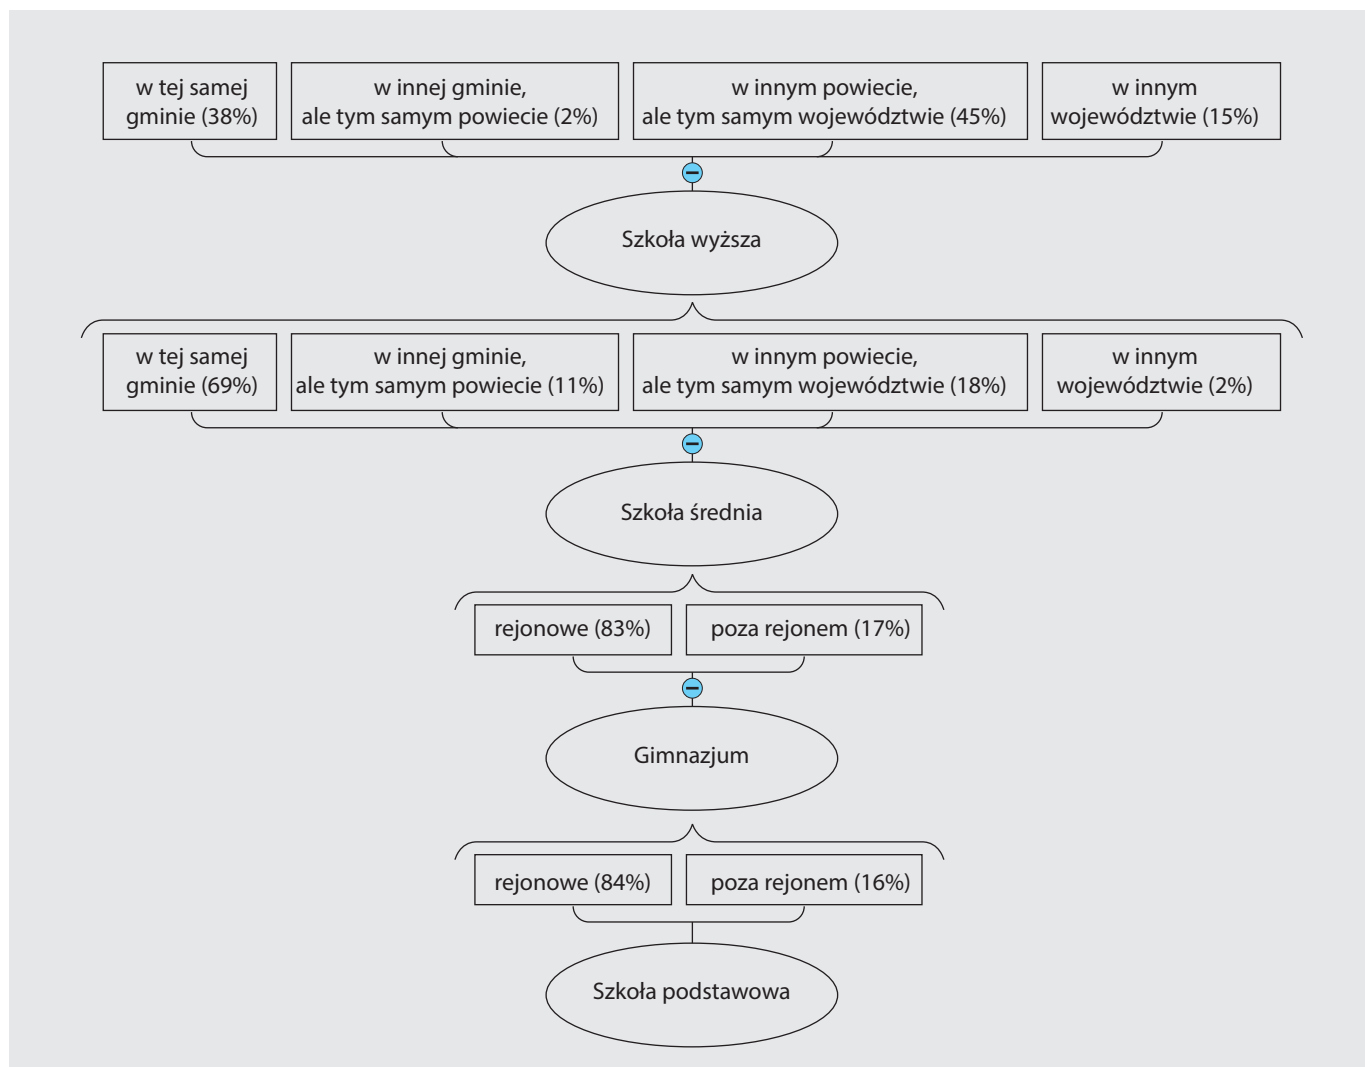 w tej samej
gminie (38%)
w innej gminie,
ale tym samym powiecie (2%)
w innym powiecie,
ale tym samym województwie (45%)
w innym
województwie (15%)
Szkoła wyższa
w tej samej
gminie (69%)
w innej gminie,
ale tym samym powiecie (11%)
w innym powiecie,
ale tym samym województwie (18%)
w innym
województwie (2%)
Szkoła średnia
rejonowe (83%)
poza rejonem (17%)
Gimnazjum
rejonowe (84%)
poza rejonem (16%)
Szkoła podstawowa